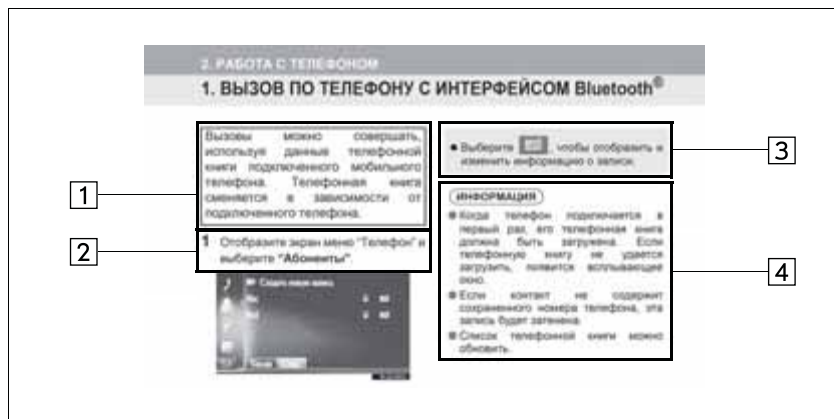 2. РАБОТА С ТЕЛЕФОНОМ
1. ВЫЗОВ ПО ТЕЛЕФОНУ С ИНТЕРФЕЙСОМ Bluetooth®
1
Вызовы можно совершать,
используя данные телефонной
книги подключенного мобильного
телефона. Телефонная книга
сменяется в зависимости от
подключенного телефона.
2
1 Отобразите экран меню "Телефон" и
выберите "Абоненты".
3
● Выберите , чтобы отобразить и
изменить информацию о записи.
4
ИНФОРМАЦИЯ
● Когда телефон подключается в
первый раз, его телефонная книга
должна быть загружена. Если
телефонную книгу не удается
загрузить, появится всплывающее
окно.
● Если контакт не содержит
сохраненного номера телефона, эта
запись будет затенена.
● Список телефонной книги можно
обновить.